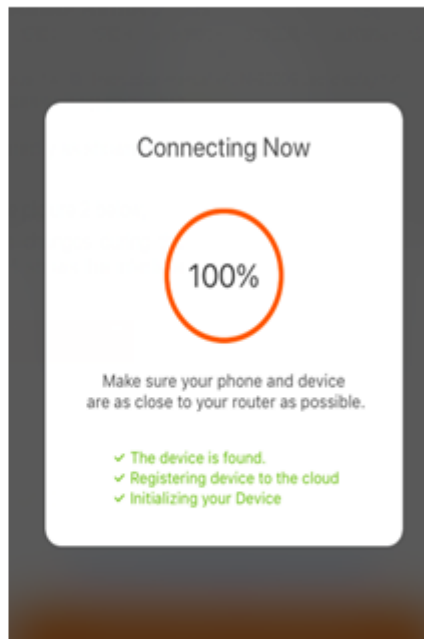 Connecting Now
100%
Make sure your phone and device
are as close to your router as possible.
✓ The device is found.
✓ Registering device to the cloud
✓ Initializing your Device